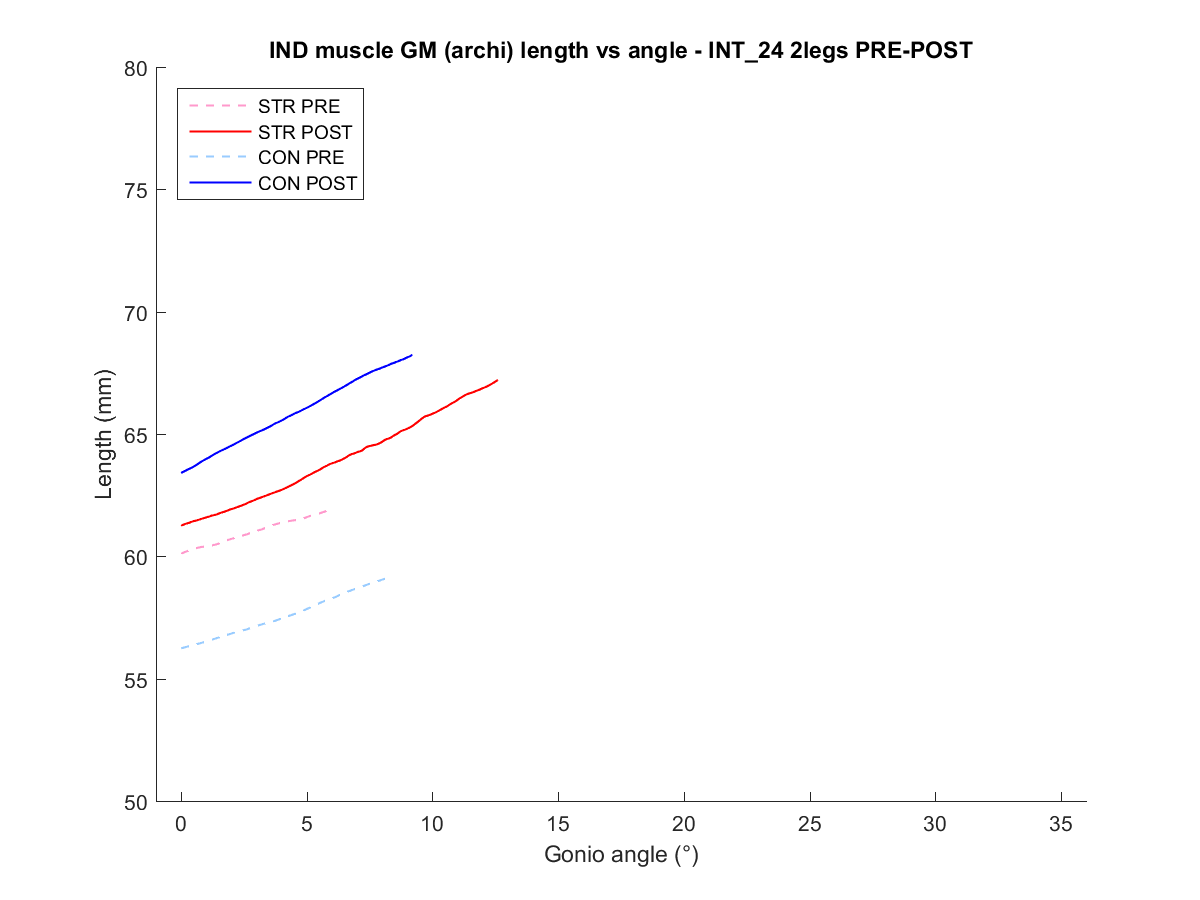 IND muscle GM (archi) length vs angle - INT_24 2legs PRE-POST
80
75
70
65
60
55
50
Length (mm)
STR PRE
STR POST
CON PRE
CON POST
0 5 10 15 20 25 30 35
Gonio angle (°)